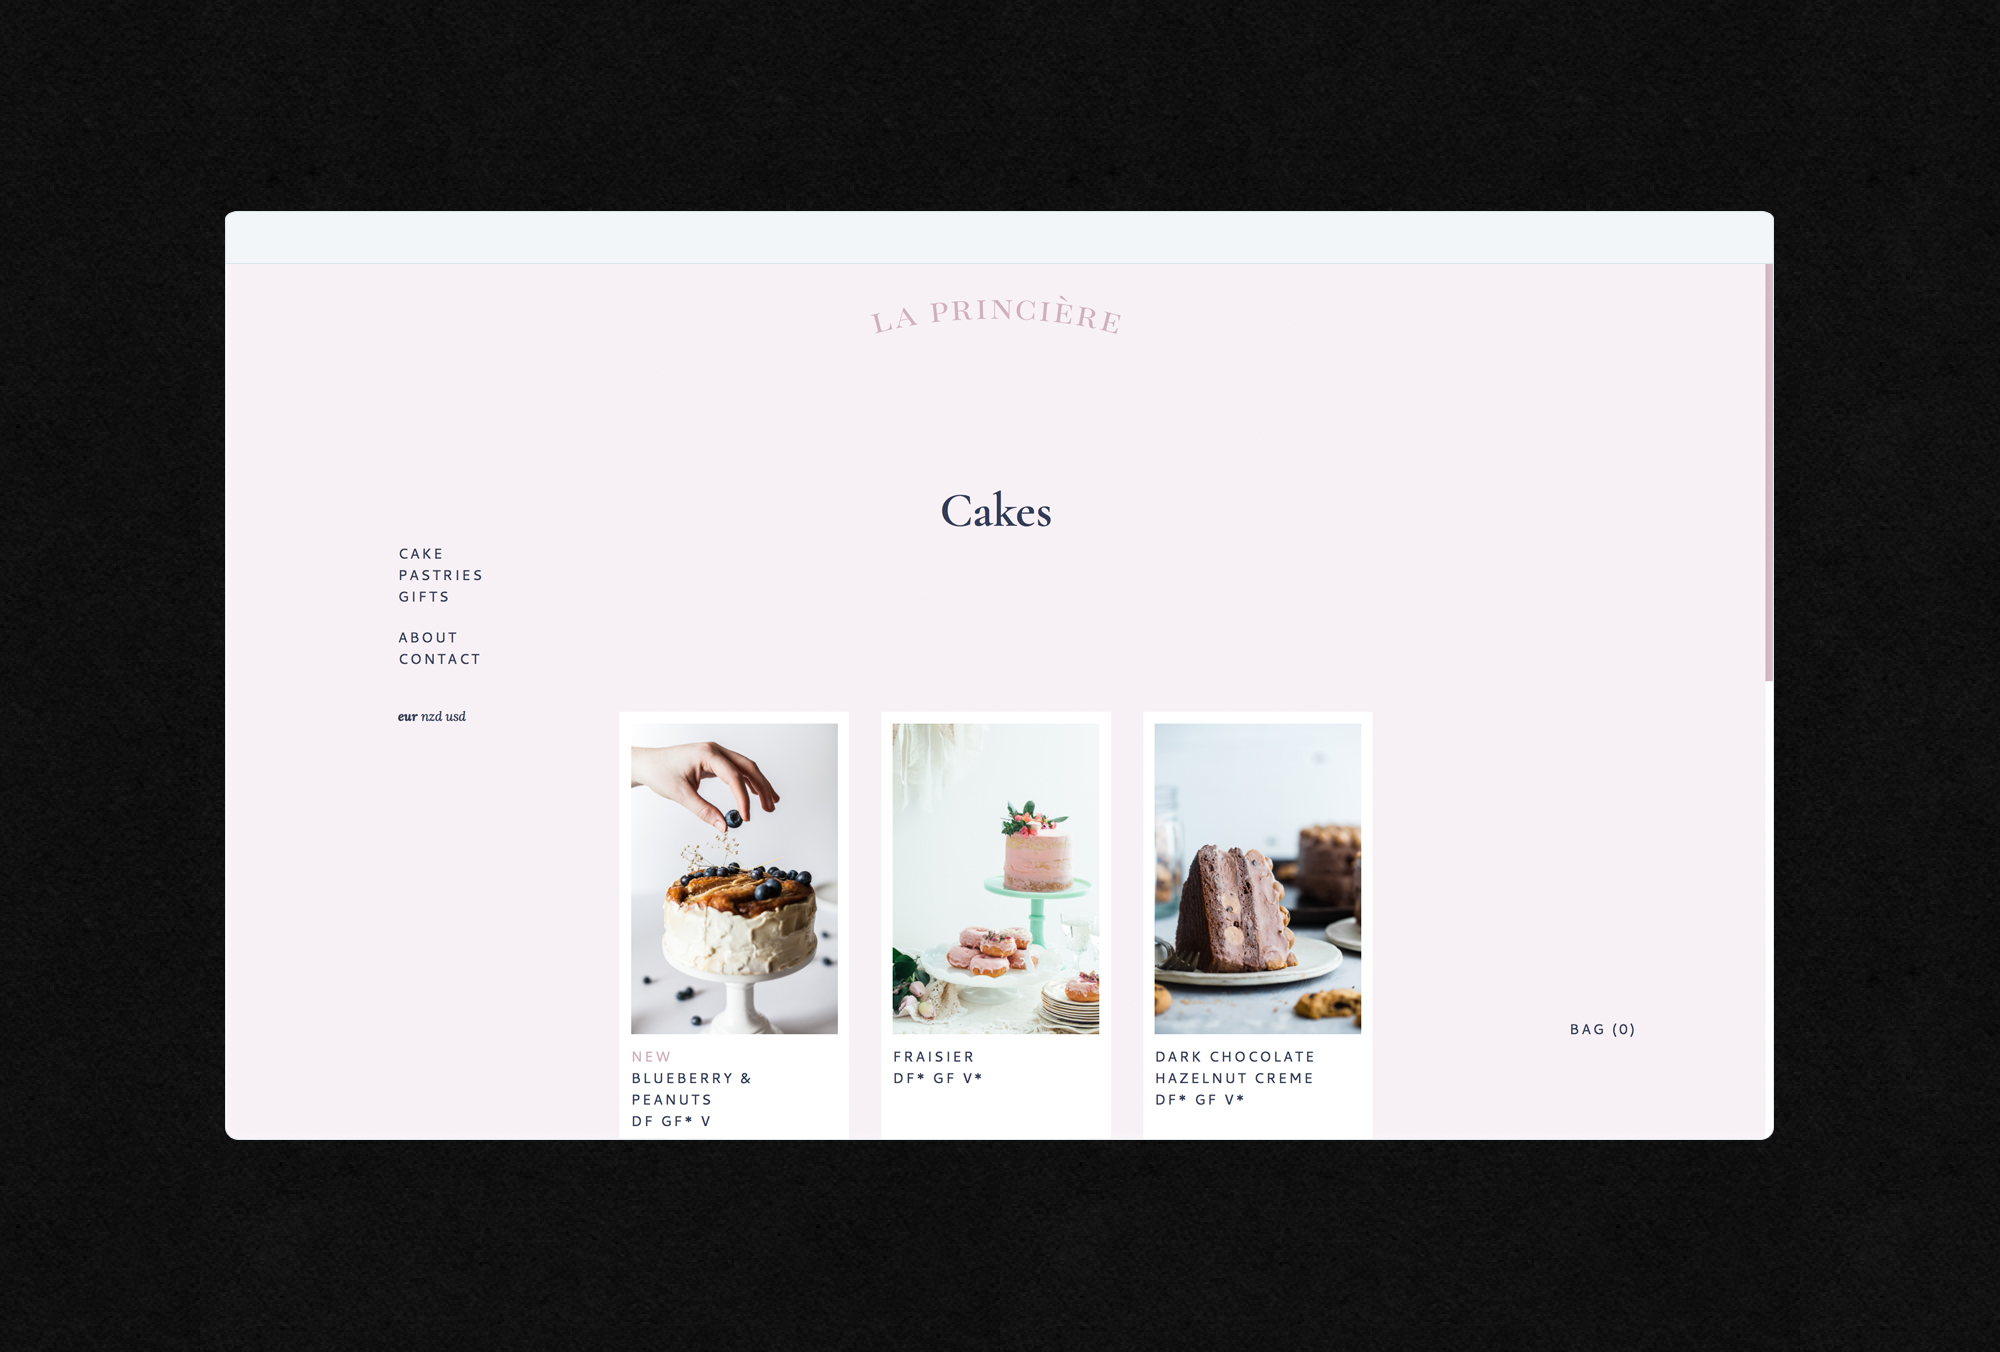 LA PRINCIÈRE
Cakes
CAKE
PASTRIES
GIFTS
ABOUT
CONTACT
eur nzd usd
NEW
BLUEBERRY &
PEANUTS
DF GF* V
FRAISIER
DF* GF V*
DARK CHOCOLATE
HAZELNUT CREME
DF* GF V*
BAG (0)